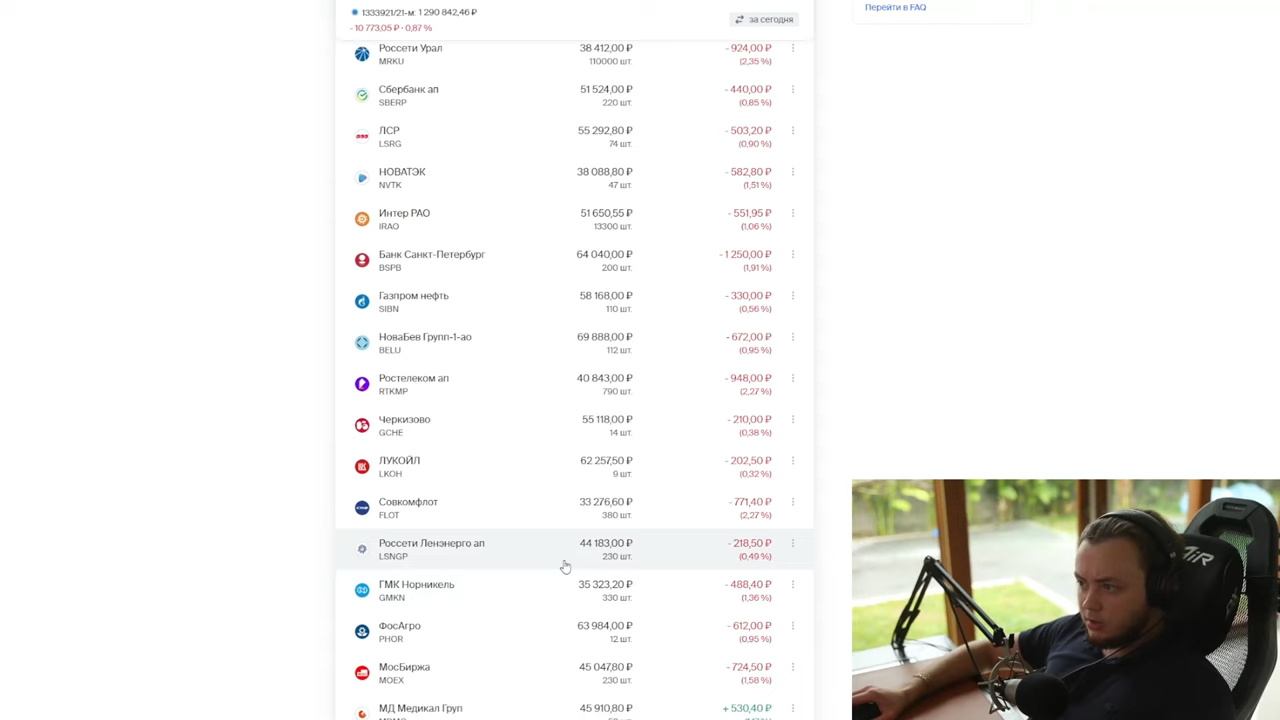 Перейти в FAQ
1333921/21-м: 1 290 842,46 ₽
- 10 773,05 ₽ · 0,87 %
за сегодня
Россети Урал 38 412,00 ₽ - 924,00 ₽
MRKU 110000 шт. (2,35 %)
Сбербанк ап 51 524,00 ₽ - 440,00 ₽
SBERP 220 шт. (0,85 %)
ЛСР 55 292,80 ₽ - 503,20 ₽
LSRG 74 шт. (0,90 %)
НОВАТЭК 38 088,80 ₽ - 582,80 ₽
NVTK 47 шт. (1,51 %)
Интер РАО 51 650,55 ₽ - 551,95 ₽
IRAO 13300 шт. (1,06 %)
Банк Санкт-Петербург 64 040,00 ₽ - 1 250,00 ₽
BSPB 200 шт. (1,91 %)
Газпром нефть 58 168,00 ₽ - 330,00 ₽
SIBN 110 шт. (0,56 %)
НоваБев Групп-1-ао 69 888,00 ₽ - 672,00 ₽
BELU 112 шт. (0,95 %)
Ростелеком ап 40 843,00 ₽ - 948,00 ₽
RTKMP 790 шт. (2,27 %)
Черкизово 55 118,00 ₽ - 210,00 ₽
GCHE 14 шт. (0,38 %)
ЛУКОЙЛ 62 257,50 ₽ - 202,50 ₽
LKOH 9 шт. (0,32 %)
Совкомфлот 33 276,60 ₽ - 771,40 ₽
FLOT 380 шт. (2,27 %)
Россети Ленэнерго ап 44 183,00 ₽ - 218,50 ₽
LSNGP 230 шт. (0,49 %)
ГМК Норникель 35 323,20 ₽ - 488,40 ₽
GMKN 330 шт. (1,36 %)
ФосАгро 63 984,00 ₽ - 612,00 ₽
PHOR 12 шт. (0,95 %)
МосБиржа 45 047,80 ₽ - 724,50 ₽
MOEX 230 шт. (1,58 %)
МД Медикал Груп 45 910,80 ₽ + 530,40 ₽